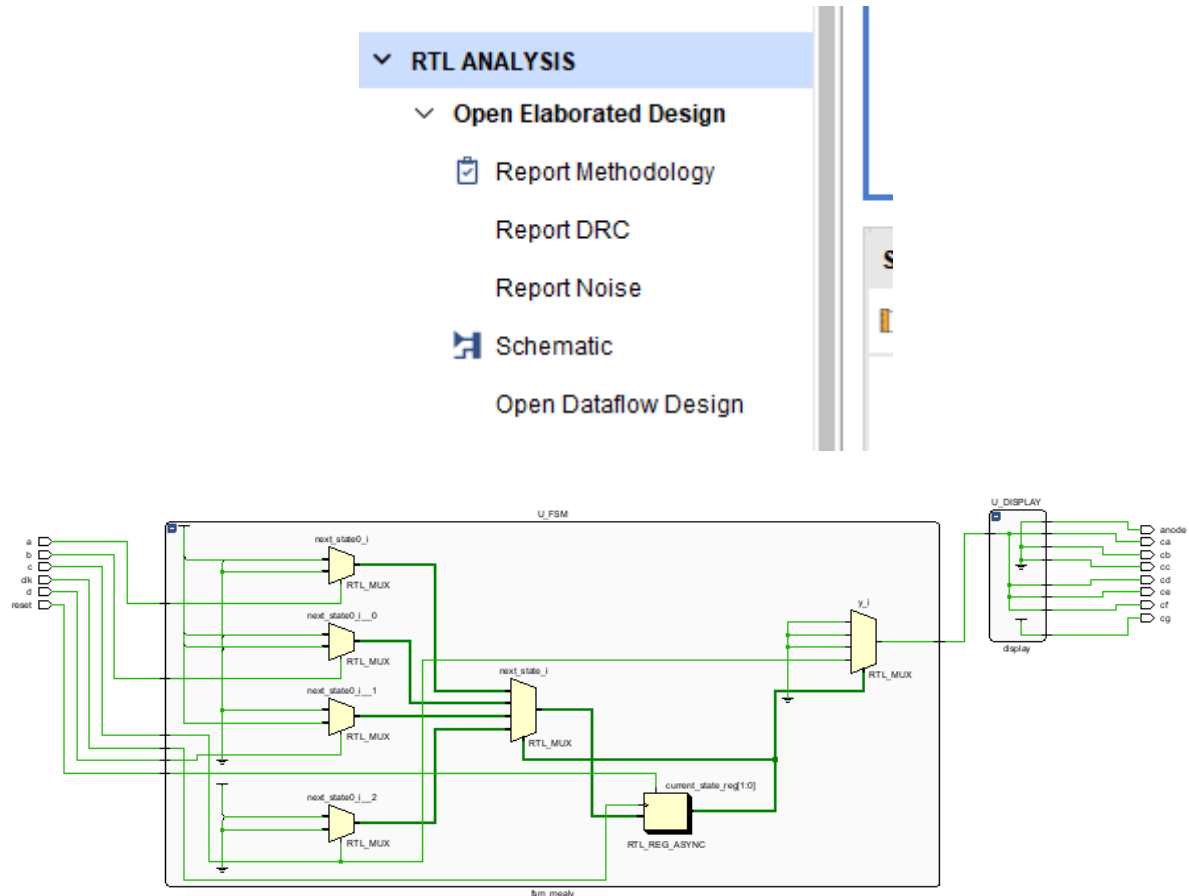 RTL ANALYSIS
Open Elaborated Design
Report Methodology
Report DRC
Report Noise
S
Schematic
Open Dataflow Design
U_FSM
U_DISPLAY
a
b
c
clk
d
reset
next_state0_i
RTL_MUX
next_state0_i__0
RTL_MUX
next_state0_i__1
RTL_MUX
next_state0_i__2
RTL_MUX
next_state_i
RTL_MUX
current_state_reg[1:0]
RTL_REG_ASYNC
y_i
RTL_MUX
fsm_mealy
display
anode
ca
cb
cc
cd
ce
cf
cg